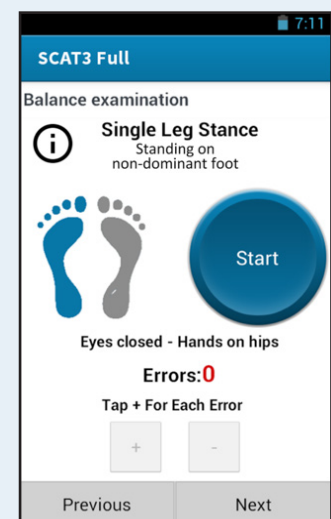 7:11
SCAT3 Full
Balance examination
Single Leg Stance
Standing on
non-dominant foot
Start
Eyes closed - Hands on hips
Errors:0
Tap + For Each Error
+ -
Previous Next